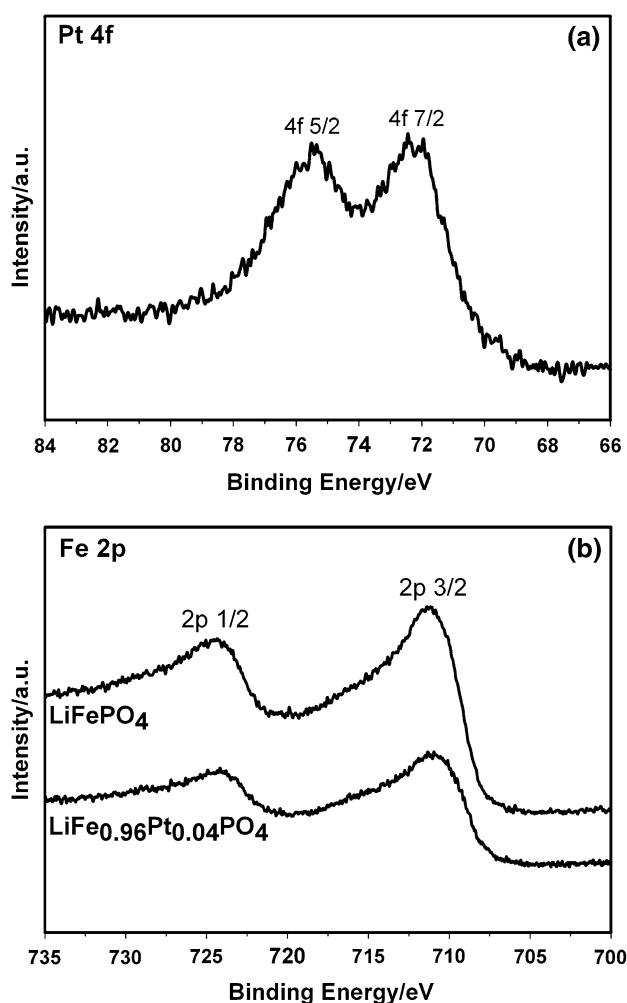 Pt 4f
(a)
4f 5/2
4f 7/2
Intensity/a.u.
84 82 80 78 76 74 72 70 68 66
Binding Energy/eV
Fe 2p
(b)
2p 3/2
2p 1/2
Intensity/a.u.
LiFePO4
LiFe0.96Pt0.04PO4
735 730 725 720 715 710 705 700
Binding Energy/eV